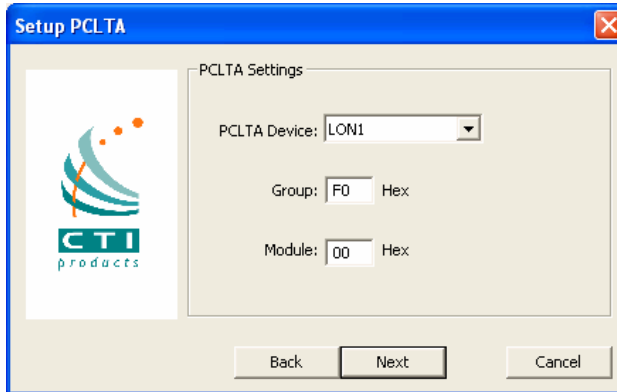 Setup PCLTA
PCLTA Settings
PCLTA Device: LON1
Group: F0 Hex
Module: 00 Hex
CTI
products
Back Next Cancel